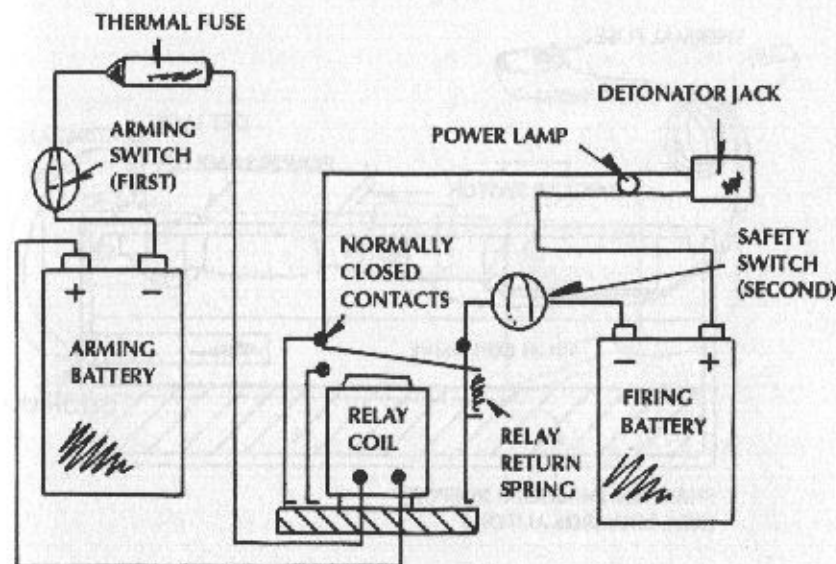 THERMAL FUSE
DETONATOR JACK
POWER LAMP
ARMING
SWITCH
(FIRST)
NORMALLY
CLOSED
CONTACTS
SAFETY
SWITCH
(SECOND)
+ −
ARMING
BATTERY
RELAY
COIL
RELAY
RETURN
SPRING
− +
FIRING
BATTERY